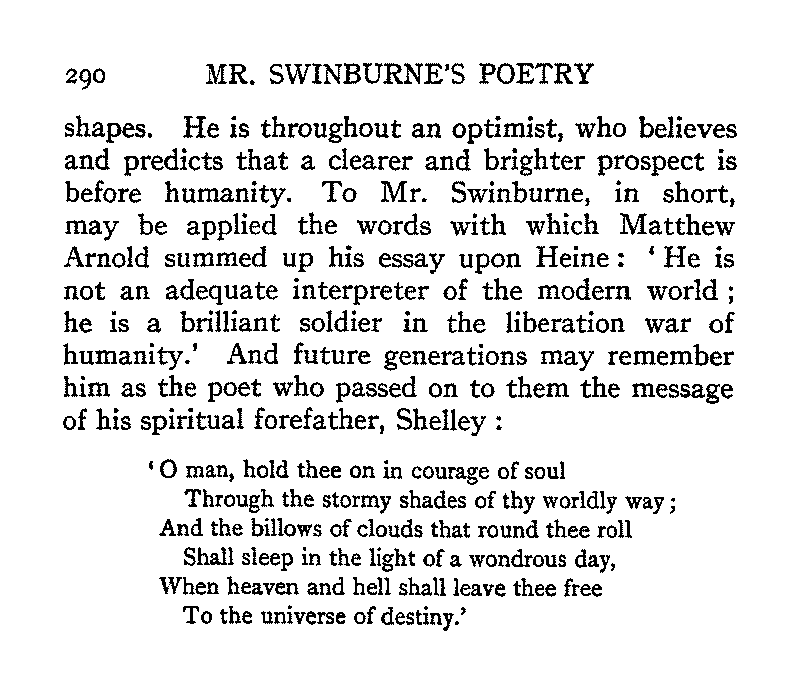 290 MR. SWINBURNE'S POETRY
shapes. He is throughout an optimist, who believes
and predicts that a clearer and brighter prospect is
before humanity. To Mr. Swinburne, in short,
may be applied the words with which Matthew
Arnold summed up his essay upon Heine : ‘ He is
not an adequate interpreter of the modern world ;
he is a brilliant soldier in the liberation war of
humanity.’ And future generations may remember
him as the poet who passed on to them the message
of his spiritual forefather, Shelley :
‘ O man, hold thee on in courage of soul
Through the stormy shades of thy worldly way ;
And the billows of clouds that round thee roll
Shall sleep in the light of a wondrous day,
When heaven and hell shall leave thee free
To the universe of destiny.’